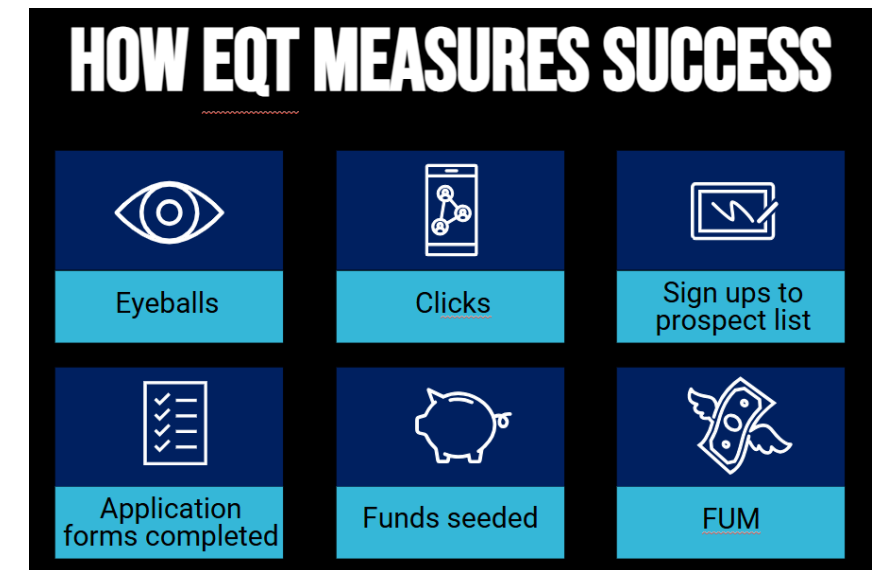 HOW EQT MEASURES SUCCESS
Eyeballs
Clicks
Sign ups to
prospect list
Application
forms completed
Funds seeded
FUM